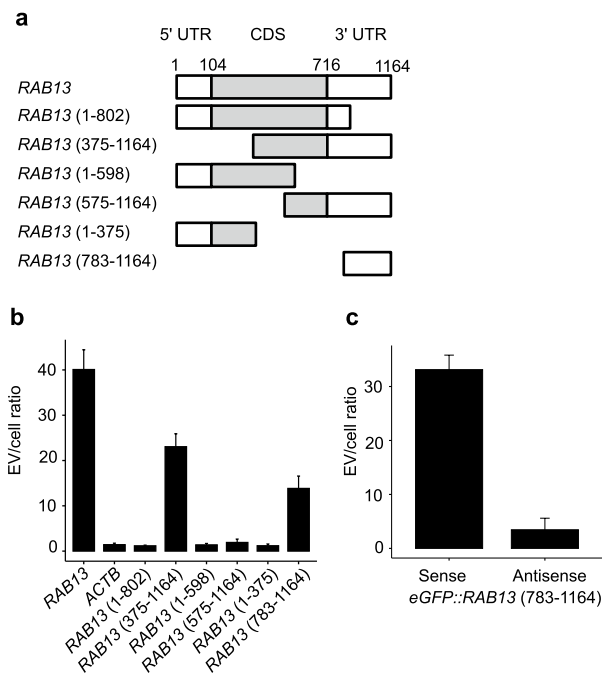 a
5' UTR CDS 3' UTR
1 104 716 1164
RAB13
RAB13 (1-802)
RAB13 (375-1164)
RAB13 (1-598)
RAB13 (575-1164)
RAB13 (1-375)
RAB13 (783-1164)
b
EV/cell ratio
40
30
20
10
0
RAB13
ACTB
RAB13 (1-802)
RAB13 (375-1164)
RAB13 (1-598)
RAB13 (575-1164)
RAB13 (1-375)
RAB13 (783-1164)
c
EV/cell ratio
30
20
10
0
Sense Antisense
eGFP::RAB13 (783-1164)